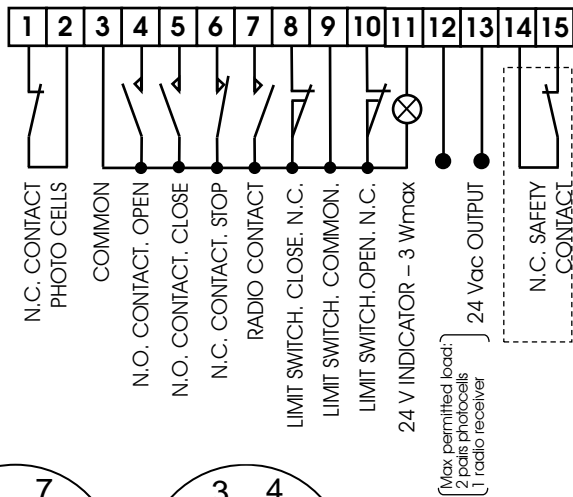 1 2 3 4 5 6 7 8 9 10 11 12 13 14 15
N.C. CONTACT
PHOTO CELLS
COMMON
N.O. CONTACT. OPEN
N.O. CONTACT. CLOSE
N.C. CONTACT. STOP
RADIO CONTACT
LIMIT SWITCH. CLOSE. N.C.
LIMIT SWITCH. COMMON.
LIMIT SWITCH.OPEN. N.C.
24 V INDICATOR – 3 Wmax
24 Vac OUTPUT
Max permitted load:
2 pairs photocells
1 radio receiver
N.C. SAFETY
CONTACT
7
3 4